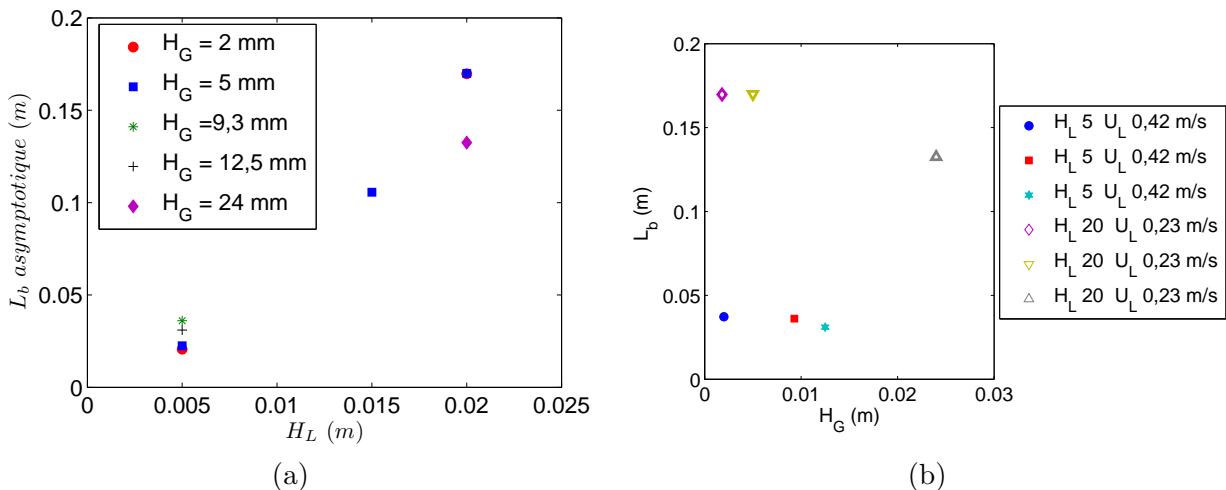 0.2
0.15
0.1
0.05
0
L_b asymptotique (m)
H_G = 2 mm
H_G = 5 mm
H_G =9,3 mm
H_G = 12,5 mm
H_G = 24 mm
0 0.005 0.01 0.015 0.02 0.025
H_L (m)
(a)
0.2
0.15
0.1
0.05
0
L_b (m)
0 0.01 0.02 0.03
H_G (m)
H_L 5 U_L 0,42 m/s
H_L 5 U_L 0,42 m/s
H_L 5 U_L 0,42 m/s
H_L 20 U_L 0,23 m/s
H_L 20 U_L 0,23 m/s
H_L 20 U_L 0,23 m/s
(b)